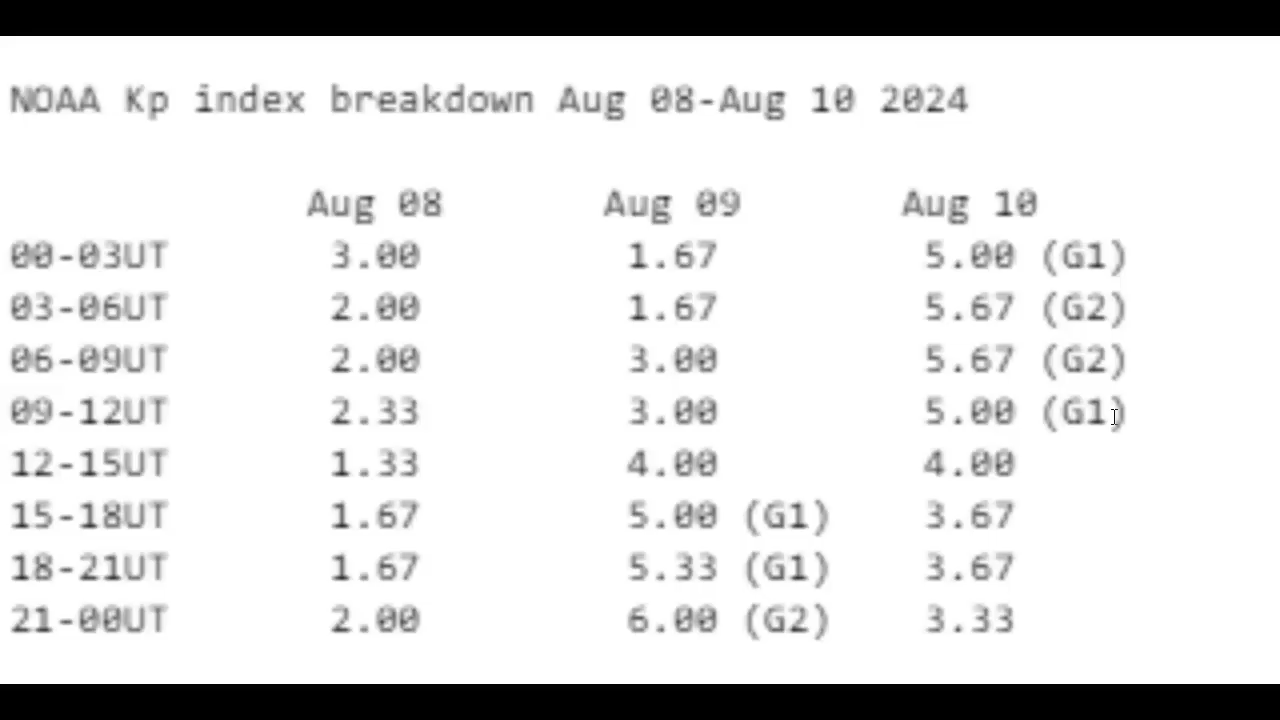 NOAA Kp index breakdown Aug 08-Aug 10 2024
Aug 08 Aug 09 Aug 10
00-03UT 3.00 1.67 5.00 (G1)
03-06UT 2.00 1.67 5.67 (G2)
06-09UT 2.00 3.00 5.67 (G2)
09-12UT 2.33 3.00 5.00 (G1)
12-15UT 1.33 4.00 4.00
15-18UT 1.67 5.00 (G1) 3.67
18-21UT 1.67 5.33 (G1) 3.67
21-00UT 2.00 6.00 (G2) 3.33